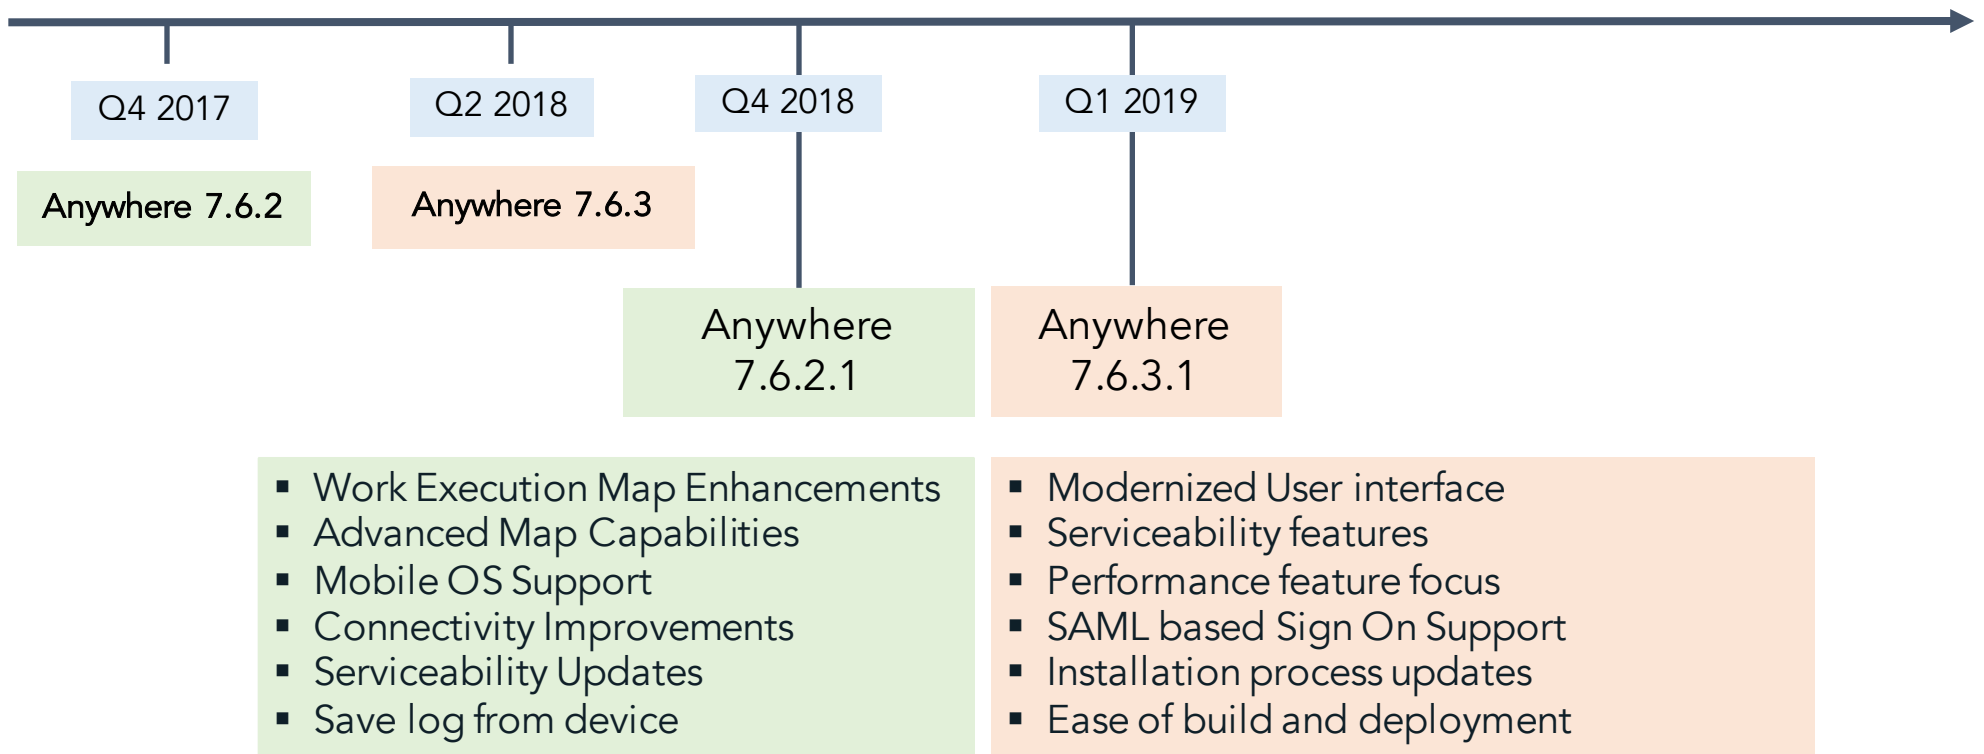 Q4 2017
Q2 2018
Q4 2018
Q1 2019
Anywhere 7.6.2
Anywhere 7.6.3
Anywhere
7.6.2.1
Anywhere
7.6.3.1
▪ Work Execution Map Enhancements
▪ Advanced Map Capabilities
▪ Mobile OS Support
▪ Connectivity Improvements
▪ Serviceability Updates
▪ Save log from device
▪ Modernized User interface
▪ Serviceability features
▪ Performance feature focus
▪ SAML based Sign On Support
▪ Installation process updates
▪ Ease of build and deployment